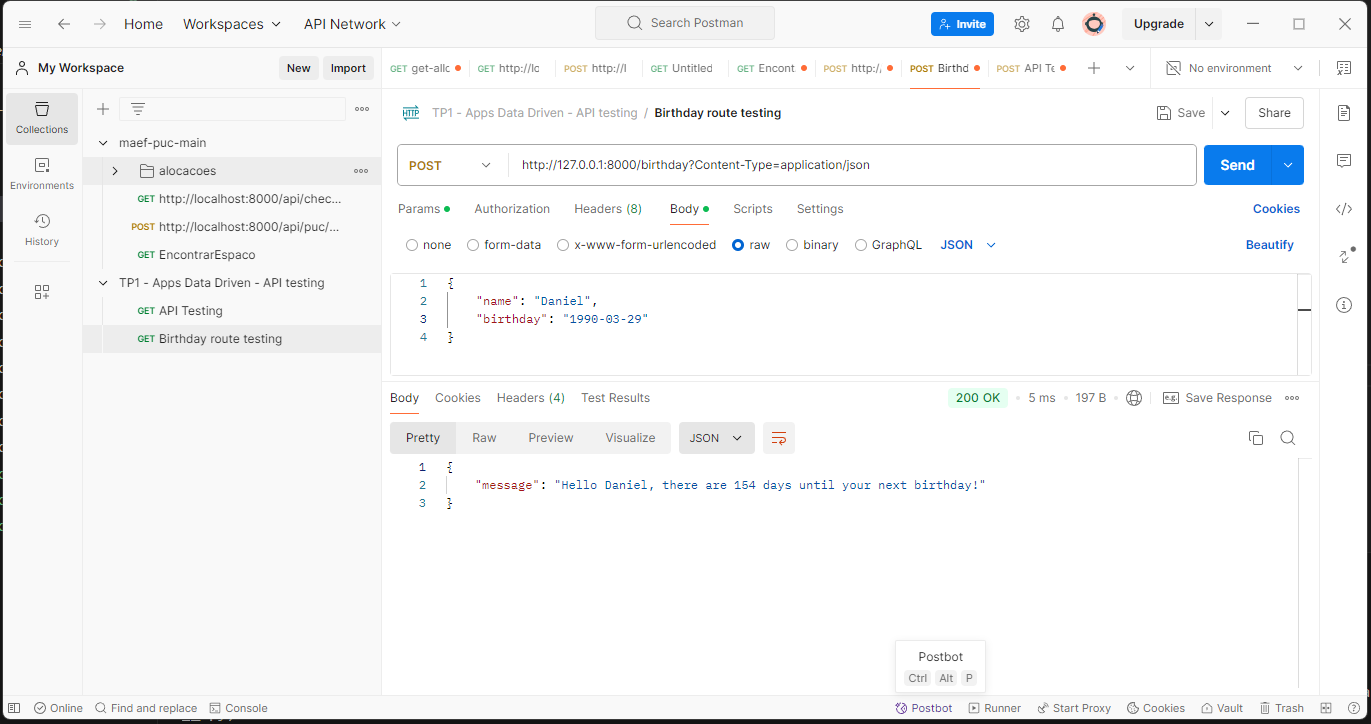 Home Workspaces API Network Search Postman Invite Upgrade
My Workspace New Import GET get-allo GET http://lo POST http://l GET Untitled GET Encont POST http:/ POST Birthd POST API Te No environment
Collections
Environments
History
maef-puc-main
alocacoes
GET http://localhost:8000/api/chec...
POST http://localhost:8000/api/puc/...
GET EncontrarEspaco
TP1 - Apps Data Driven - API testing
GET API Testing
GET Birthday route testing
HTTP TP1 - Apps Data Driven - API testing / Birthday route testing Save Share
POST http://127.0.0.1:8000/birthday?Content-Type=application/json Send
Params Authorization Headers (8) Body Scripts Settings Cookies
none form-data x-www-form-urlencoded raw binary GraphQL JSON Beautify
1 {
2 "name": "Daniel",
3 "birthday": "1990-03-29"
4 }
Body Cookies Headers (4) Test Results 200 OK 5 ms 197 B e.g. Save Response
Pretty Raw Preview Visualize JSON
1 {
2 "message": "Hello Daniel, there are 154 days until your next birthday!"
3 }
Postbot
Ctrl Alt P
Online Find and replace Console Postbot Runner Start Proxy Cookies Vault Trash